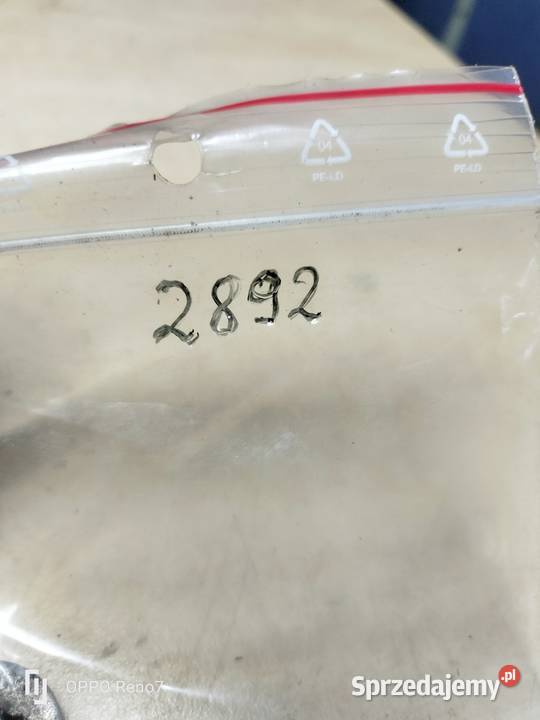 04
PE-LD
04
PE-LD
2892
OPPO Reno7
Sprzedajemy.pl